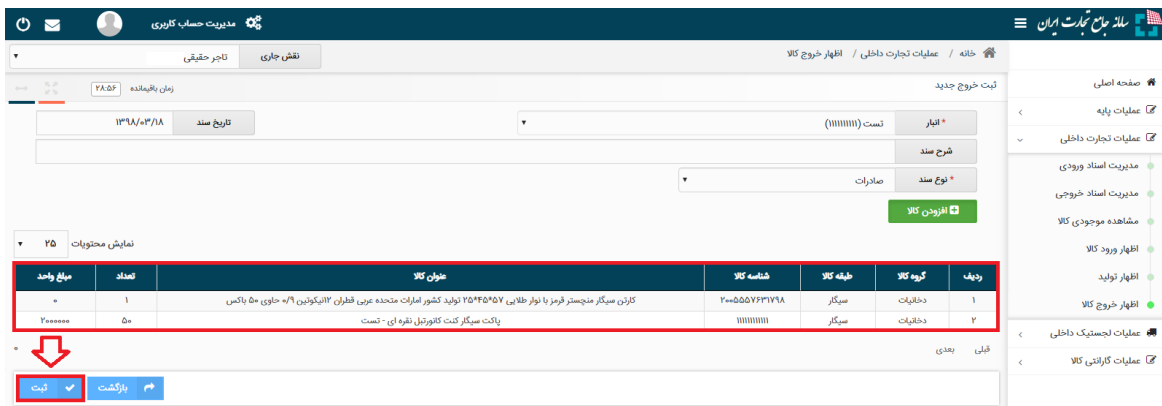 سامانه جامع تجارت ایران
مدیریت حساب کاربری
خانه / عملیات تجارت داخلی / اظهار خروج کالا
نقش جاری
تاجر حقیقی
صفحه اصلی
عملیات پایه
عملیات تجارت داخلی
مدیریت اسناد ورودی
مدیریت اسناد خروجی
مشاهده موجودی کالا
اظهار ورود کالا
اظهار تولید
اظهار خروج کالا
عملیات لجستیک داخلی
عملیات گارانتی کالا
ثبت خروج جدید
زمان باقیمانده ۲۸:۵۶
* انبار
تست (۱۱۱۱۱۱۱۱۱۱)
تاریخ سند
۱۳۹۸/۰۳/۱۸
شرح سند
* نوع سند
صادرات
افزودن کالا
نمایش محتویات ۲۵
ردیف گروه کالا طبقه کالا شناسه کالا عنوان کالا تعداد مبلغ واحد
۱ دخانیات سیگار ۲۰۰۵۵۵۷۶۳۱۷۹۸ کارتن سیگار منچستر قرمز با نوار طلایی ۵۷*۴۵*۲۵ تولید کشور امارات متحده عربی قطران ۱۲نیکوتین ۰/۹ حاوی ۵۰ باکس ۱ ۰
۲ دخانیات سیگار ۱۱۱۱۱۱۱۱۱۱۱۱ پاکت سیگار کنت کانورتبل نقره ای - تست ۵۰ ۲۰۰۰۰۰۰
قبلی بعدی
بازگشت
ثبت